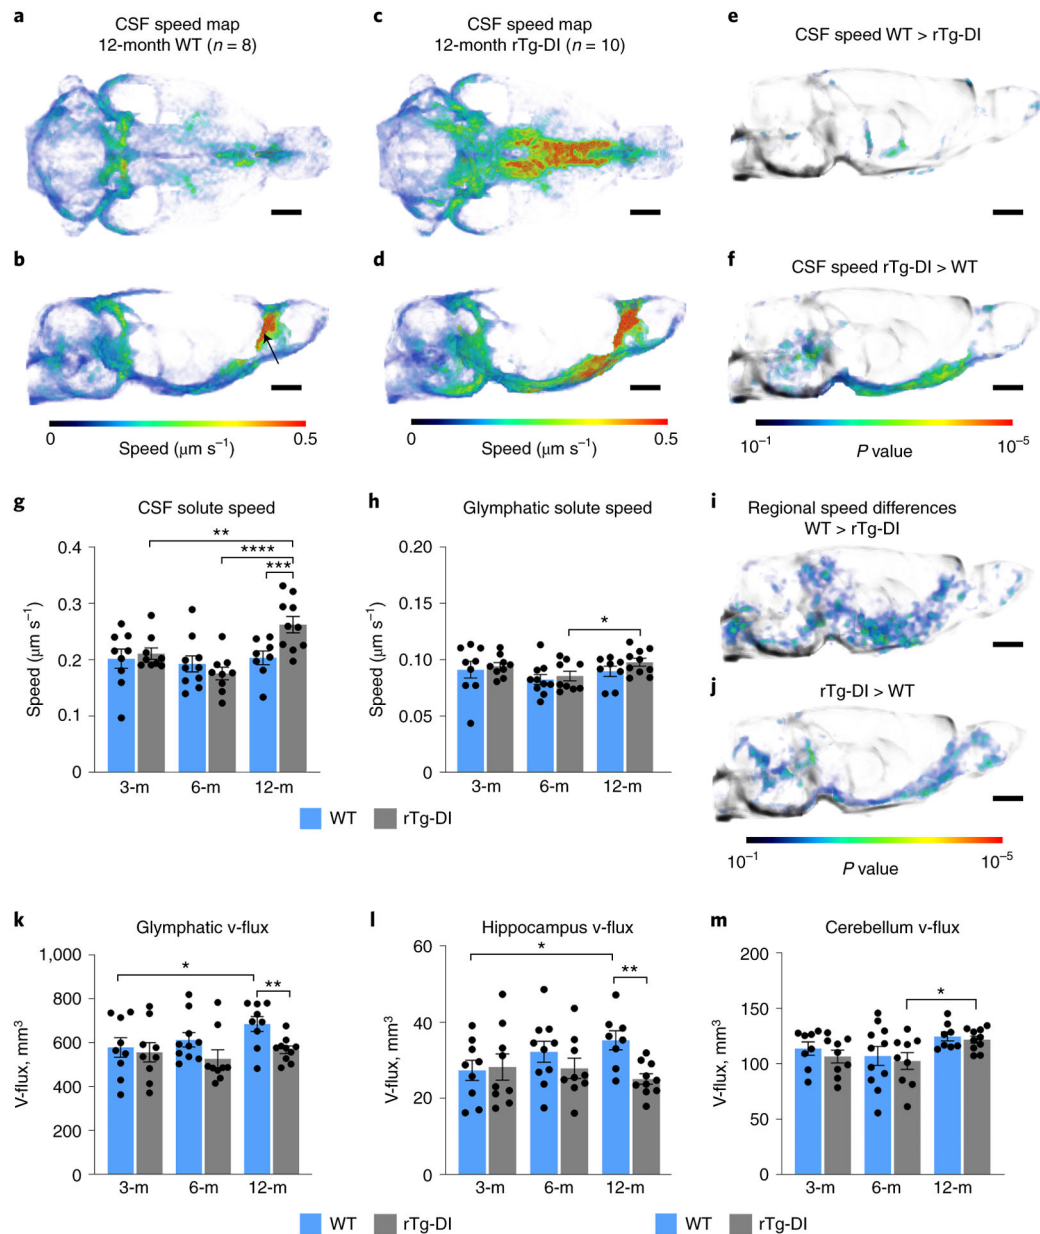 a
CSF speed map
12-month WT (n = 8)
c
CSF speed map
12-month rTg-DI (n = 10)
e
CSF speed WT > rTg-DI
b
d
f
CSF speed rTg-DI > WT
0
0.5
Speed (μm s⁻¹)
0
0.5
Speed (μm s⁻¹)
10⁻¹
10⁻⁵
P value
g
CSF solute speed
**
****
***
0.4
0.3
0.2
0.1
0
Speed (μm s⁻¹)
3-m
6-m
12-m
h
Glymphatic solute speed
*
0.20
0.15
0.10
0.05
0
Speed (μm s⁻¹)
3-m
6-m
12-m
WT
rTg-DI
i
Regional speed differences
WT > rTg-DI
j
rTg-DI > WT
10⁻¹
10⁻⁵
P value
k
Glymphatic v-flux
*
**
1,000
800
600
400
200
0
V-flux, mm³
3-m
6-m
12-m
l
Hippocampus v-flux
*
**
60
40
20
0
V-flux, mm³
3-m
6-m
12-m
m
Cerebellum v-flux
*
200
150
100
50
0
V-flux, mm³
3-m
6-m
12-m
WT
rTg-DI
WT
rTg-DI